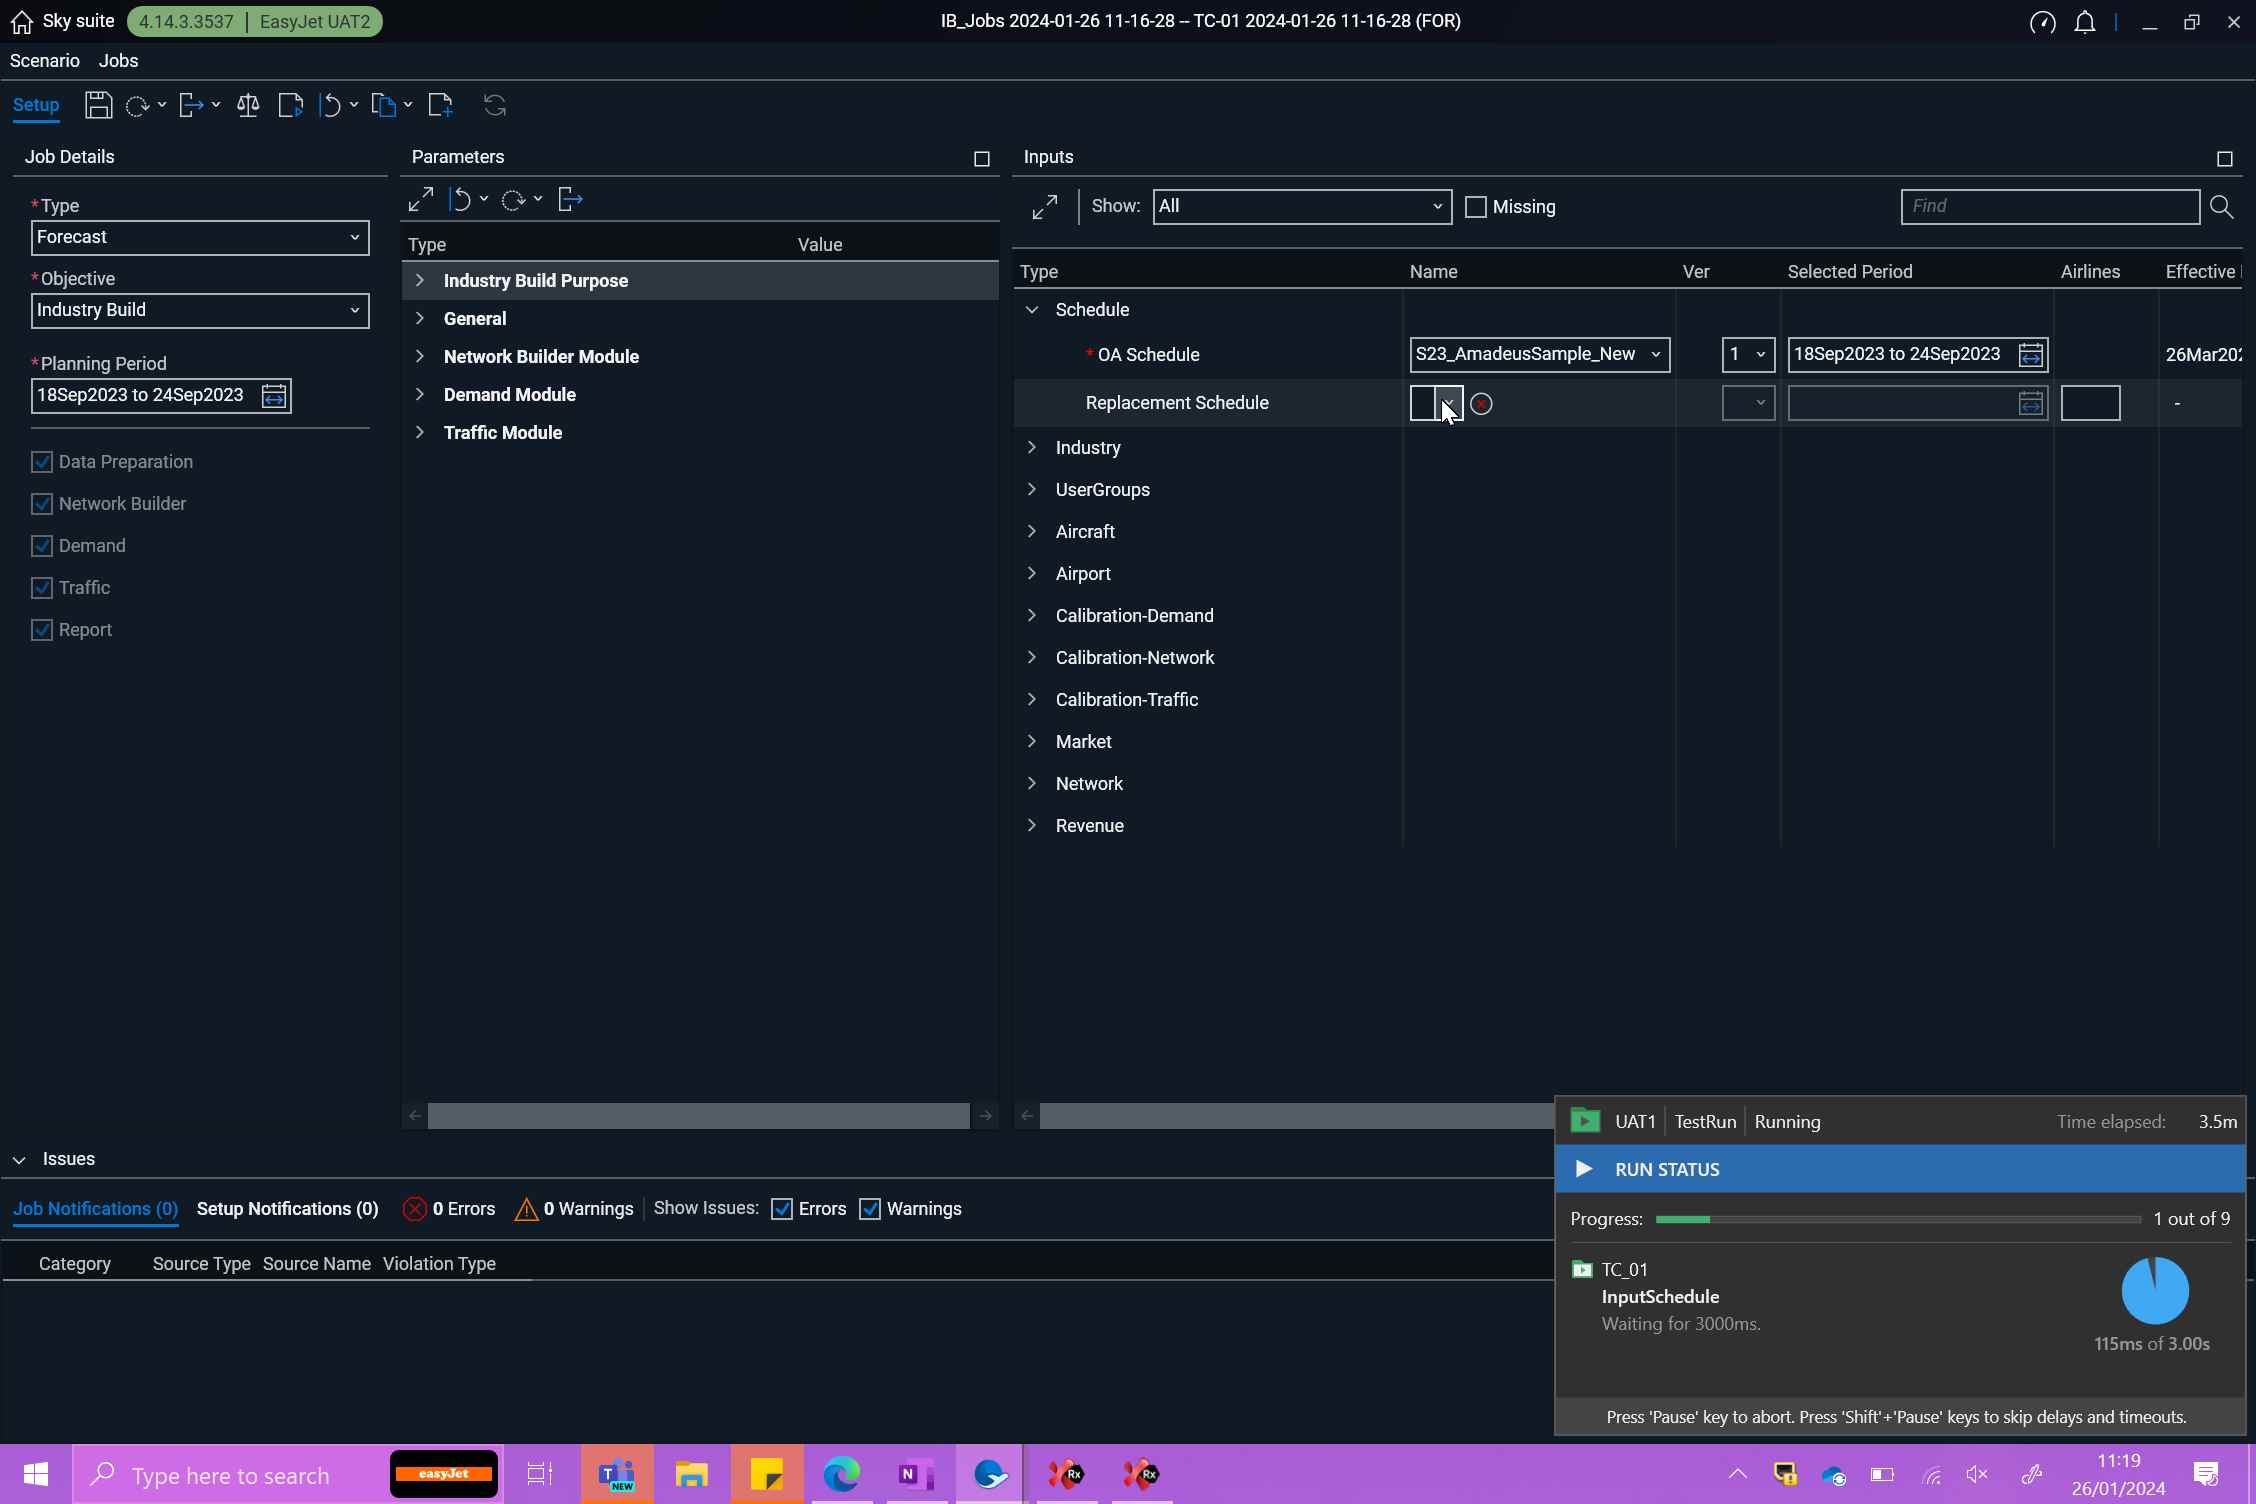 Sky suite 4.14.3.3537 | EasyJet UAT2 IB_Jobs 2024-01-26 11-16-28 -- TC-01 2024-01-26 11-16-28 (FOR)
Scenario Jobs
Setup
Job Details
*Type
Forecast
*Objective
Industry Build
*Planning Period
18Sep2023 to 24Sep2023
Data Preparation
Network Builder
Demand
Traffic
Report
Parameters
Type Value
Industry Build Purpose
General
Network Builder Module
Demand Module
Traffic Module
Inputs
Show: All Missing Find
Type Name Ver Selected Period Airlines Effective
Schedule
* OA Schedule S23_AmadeusSample_New 1 18Sep2023 to 24Sep2023 26Mar202
Replacement Schedule -
Industry
UserGroups
Aircraft
Airport
Calibration-Demand
Calibration-Network
Calibration-Traffic
Market
Network
Revenue
Issues
Job Notifications (0) Setup Notifications (0) 0 Errors 0 Warnings Show Issues: Errors Warnings
Category Source Type Source Name Violation Type
UAT1 TestRun Running Time elapsed: 3.5m
RUN STATUS
Progress: 1 out of 9
TC_01
InputSchedule
Waiting for 3000ms.
115ms of 3.00s
Press 'Pause' key to abort. Press 'Shift'+'Pause' keys to skip delays and timeouts.
Type here to search easyJet T NEW N Rx Rx
11:19
26/01/2024